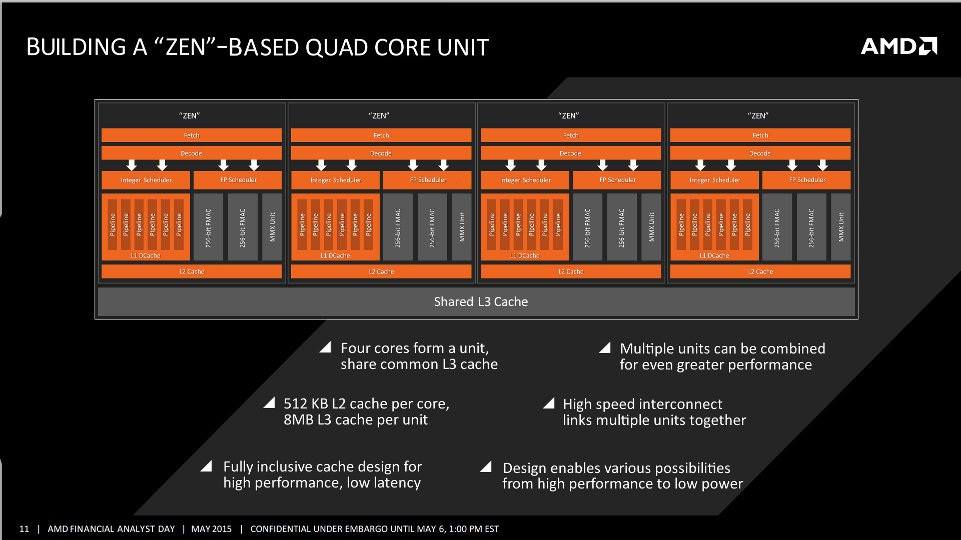 BUILDING A “ZEN”-BASED QUAD CORE UNIT
AMD
“ZEN” “ZEN” “ZEN” “ZEN”
Fetch Fetch Fetch Fetch
Decode Decode Decode Decode
Integer Scheduler FP Scheduler Integer Scheduler FP Scheduler Integer Scheduler FP Scheduler Integer Scheduler FP Scheduler
Pipeline Pipeline Pipeline Pipeline Pipeline Pipeline 256-bit FMAC 256-bit FMAC MMX Unit Pipeline Pipeline Pipeline Pipeline Pipeline Pipeline 256-bit FMAC 256-bit FMAC MMX Unit Pipeline Pipeline Pipeline Pipeline Pipeline Pipeline 256-bit FMAC 256-bit FMAC MMX Unit Pipeline Pipeline Pipeline Pipeline Pipeline Pipeline 256-bit FMAC 256-bit FMAC MMX Unit
L1 DCache L1 DCache L1 DCache L1 DCache
L2 Cache L2 Cache L2 Cache L2 Cache
Shared L3 Cache
Four cores form a unit,
share common L3 cache
Multiple units can be combined
for even greater performance
512 KB L2 cache per core,
8MB L3 cache per unit
High speed interconnect
links multiple units together
Fully inclusive cache design for
high performance, low latency
Design enables various possibilities
from high performance to low power
11 | AMD FINANCIAL ANALYST DAY | MAY 2015 | CONFIDENTIAL UNDER EMBARGO UNTIL MAY 6, 1:00 PM EST